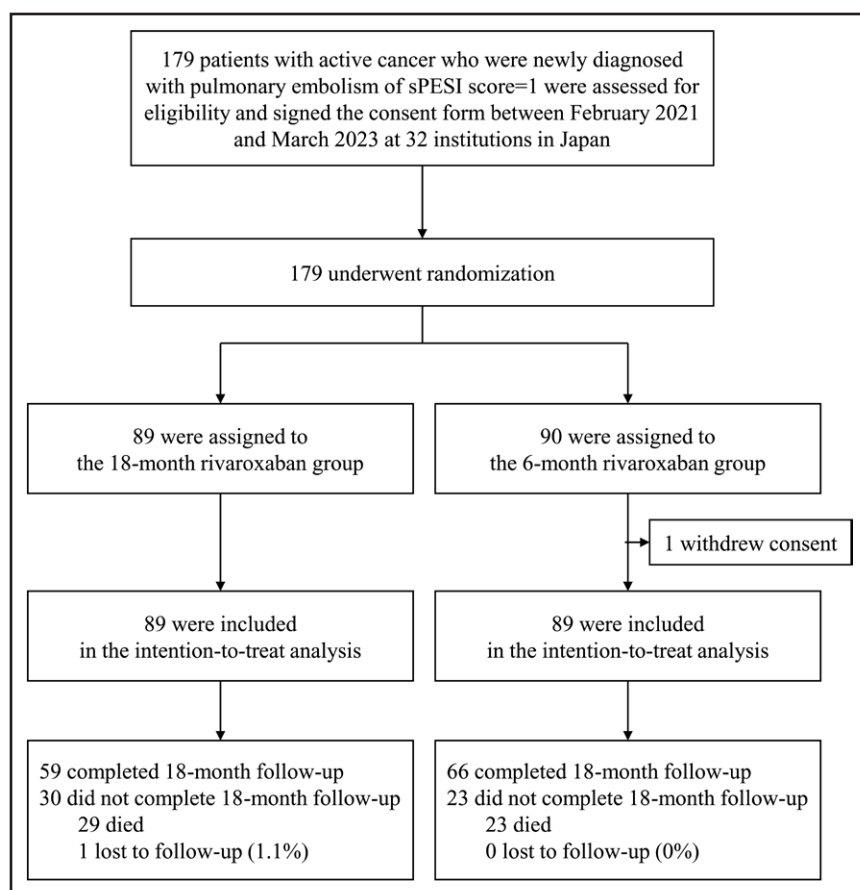 179 patients with active cancer who were newly diagnosed
with pulmonary embolism of sPESI score=1 were assessed for
eligibility and signed the consent form between February 2021
and March 2023 at 32 institutions in Japan
179 underwent randomization
89 were assigned to
the 18-month rivaroxaban group
90 were assigned to
the 6-month rivaroxaban group
1 withdrew consent
89 were included
in the intention-to-treat analysis
89 were included
in the intention-to-treat analysis
59 completed 18-month follow-up
30 did not complete 18-month follow-up
29 died
1 lost to follow-up (1.1%)
66 completed 18-month follow-up
23 did not complete 18-month follow-up
23 died
0 lost to follow-up (0%)